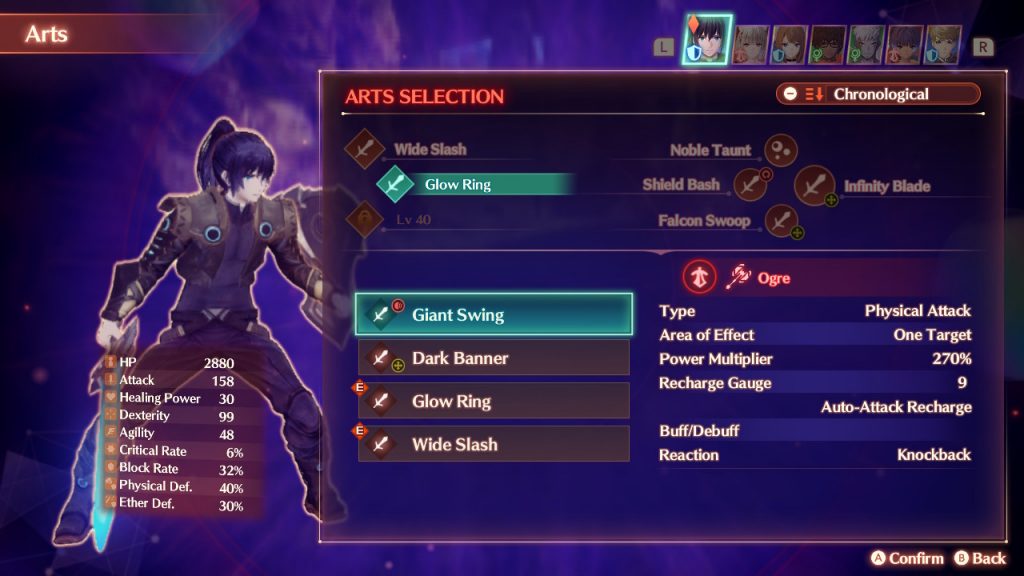 Arts
L
R
ARTS SELECTION
Chronological
Wide Slash
Noble Taunt
Glow Ring
Shield Bash
Infinity Blade
Lv 40
Falcon Swoop
Ogre
Giant Swing
Dark Banner
E
Glow Ring
E
Wide Slash
Type Physical Attack
Area of Effect One Target
Power Multiplier 270%
Recharge Gauge 9
Auto-Attack Recharge
Buff/Debuff
Reaction Knockback
HP 2880
Attack 158
Healing Power 30
Dexterity 99
Agility 48
Critical Rate 6%
Block Rate 32%
Physical Def. 40%
Ether Def. 30%
A Confirm B Back